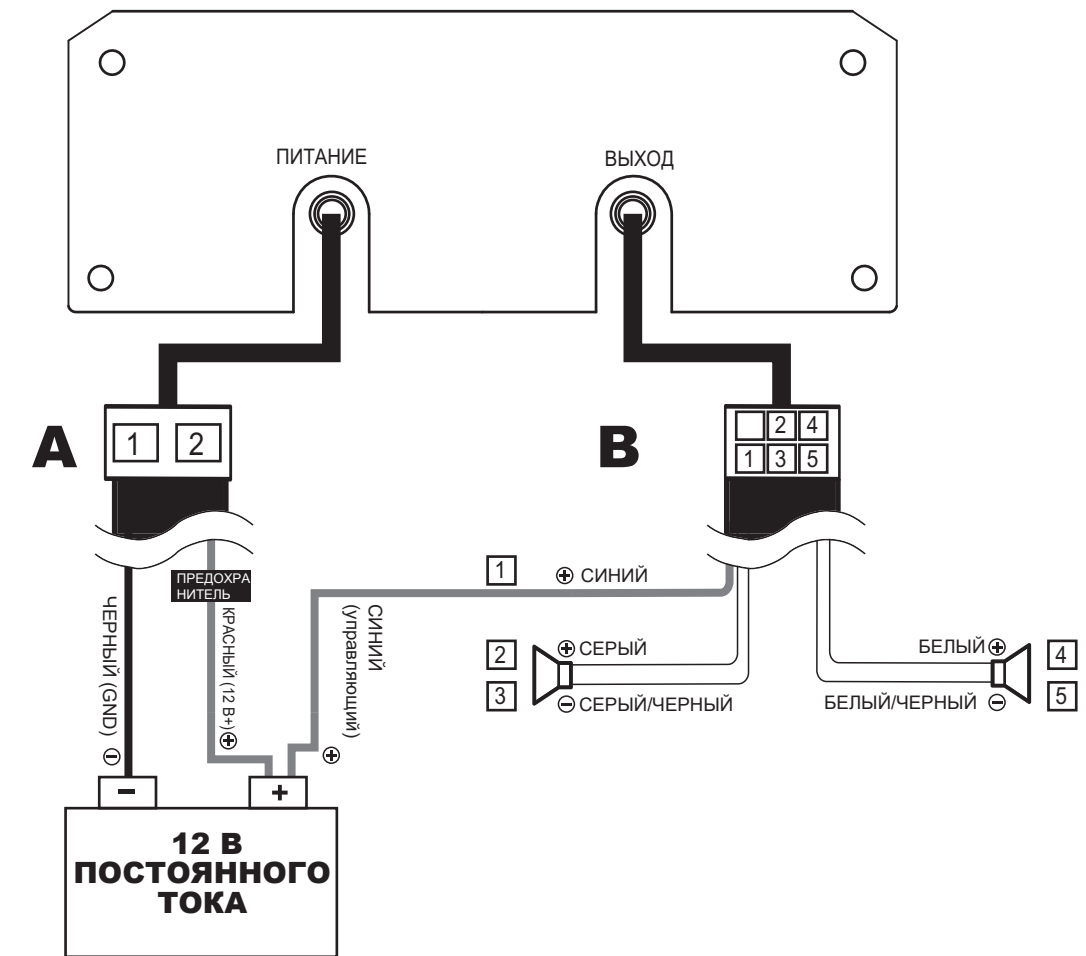 ПИТАНИЕ
ВЫХОД
A
1 2
B
2 4
1 3 5
ПРЕДОХРА
НИТЕЛЬ
ЧЕРНЫЙ (GND) ⊖
КРАСНЫЙ (12 В+) ⊕
СИНИЙ
(управляющий)
⊕
1 ⊕ СИНИЙ
2 ⊕ СЕРЫЙ
3 ⊖ СЕРЫЙ/ЧЕРНЫЙ
БЕЛЫЙ ⊕ 4
БЕЛЫЙ/ЧЕРНЫЙ ⊖ 5
− +
12 В
ПОСТОЯННОГО
ТОКА